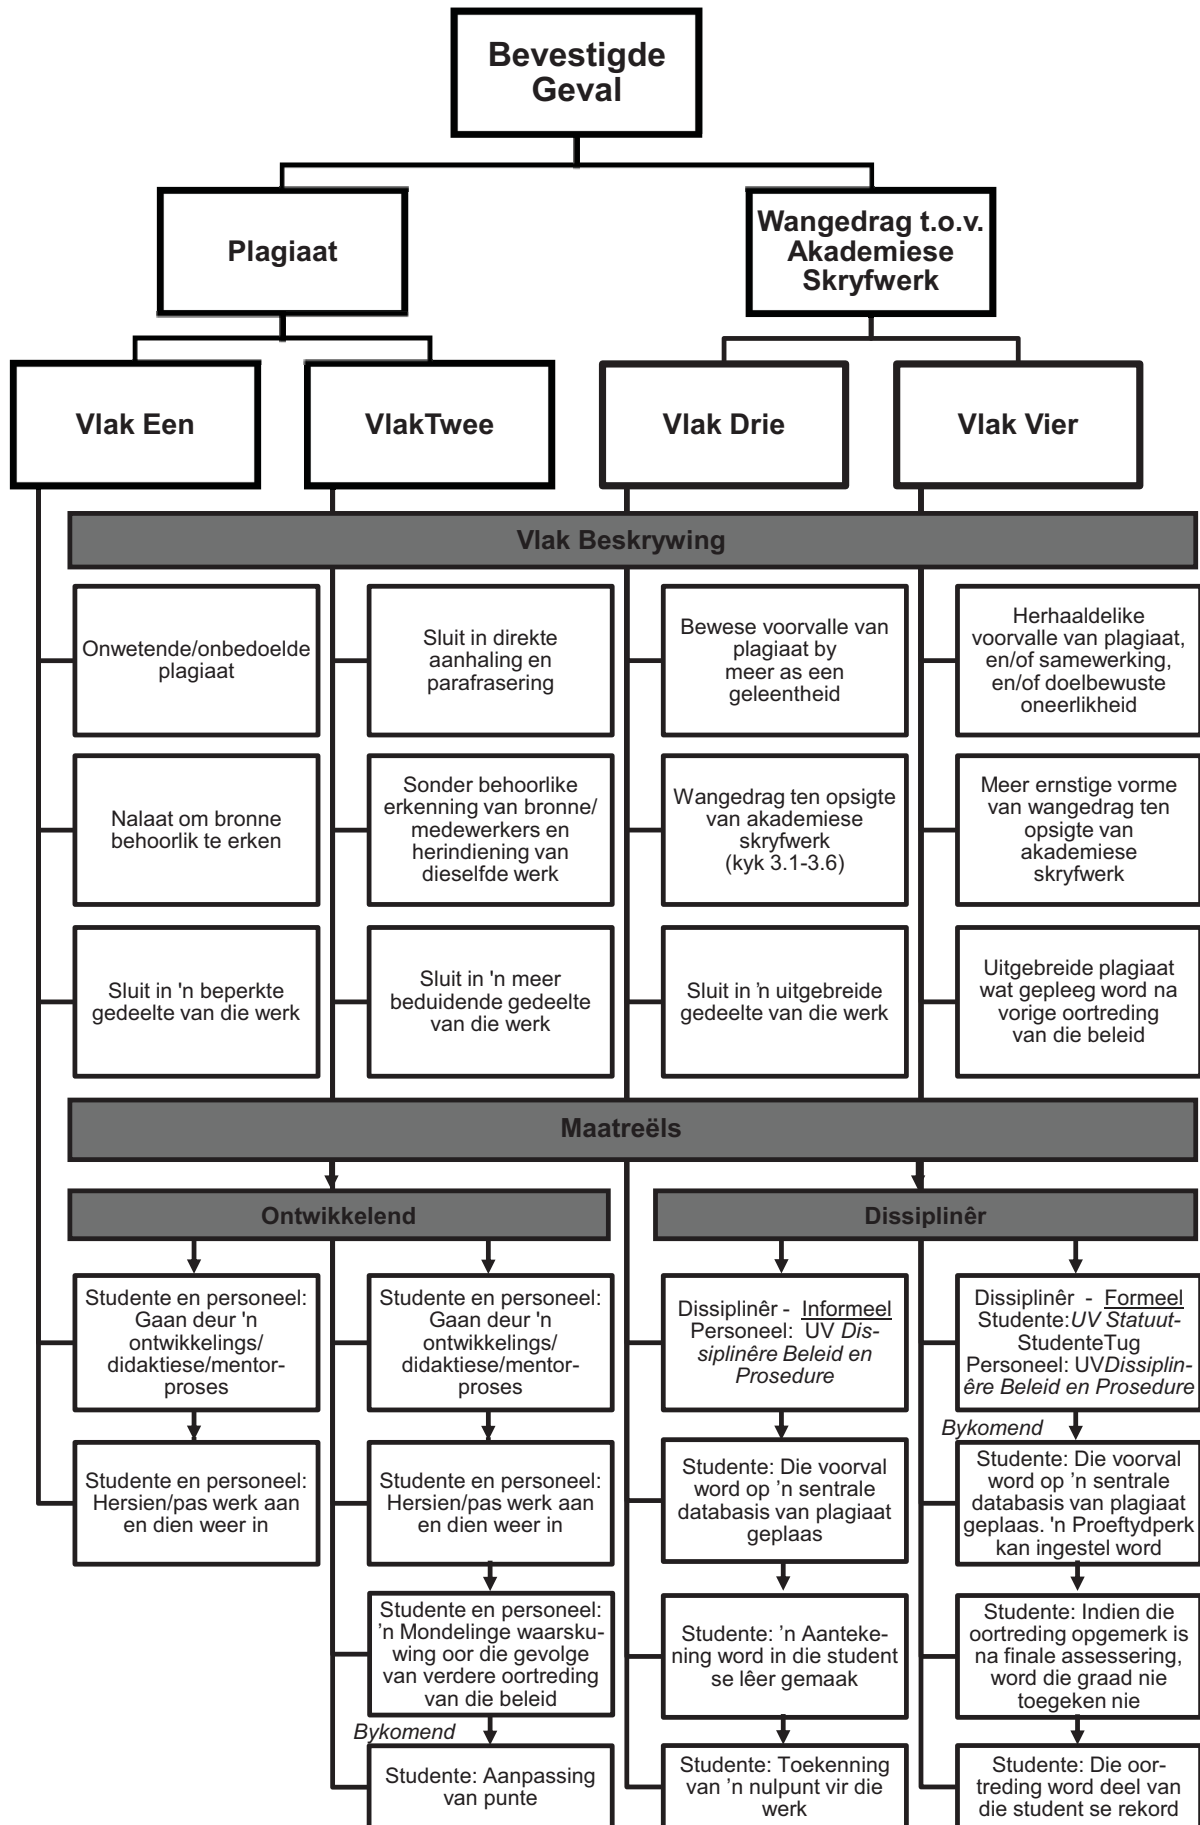 Bevestigde
Geval
Plagiaat
Wangedrag t.o.v.
Akademiese
Skryfwerk
Vlak Een
VlakTwee
Vlak Drie
Vlak Vier
Vlak Beskrywing
Onwetende/onbedoelde
plagiaat
Sluit in direkte
aanhaling en
parafrasering
Bewese voorvalle van
plagiaat by
meer as een
geleentheid
Herhaaldelike
voorvalle van plagiaat,
en/of samewerking,
en/of doelbewuste
oneerlikheid
Nalaat om bronne
behoorlik te erken
Sonder behoorlike
erkenning van bronne/
medewerkers en
herindiening van
dieselfde werk
Wangedrag ten opsigte
van akademiese
skryfwerk
(kyk 3.1-3.6)
Meer ernstige vorme
van wangedrag ten
opsigte van
akademiese
skryfwerk
Sluit in 'n beperkte
gedeelte van die werk
Sluit in 'n meer
beduidende gedeelte
van die werk
Sluit in ’n uitgebreide
gedeelte van die werk
Uitgebreide plagiaat
wat gepleeg word na
vorige oortreding
van die beleid
Maatreëls
Ontwikkelend
Dissiplinêr
Studente en personeel:
Gaan deur 'n
ontwikkelings/
didaktiese/mentor-
proses
Studente en personeel:
Gaan deur 'n
ontwikkelings/
didaktiese/mentor-
proses
Dissiplinêr - Informeel
Personeel: UV Dis-
siplinêre Beleid en
Prosedure
Dissiplinêr - Formeel
Studente:UV Statuut-
StudenteTug
Personeel: UVDissiplin-
êre Beleid en Prosedure
Bykomend
Studente en personeel:
Hersien/pas werk aan
en dien weer in
Studente en personeel:
Hersien/pas werk aan
en dien weer in
Studente: Die voorval
word op ’n sentrale
databasis van plagiaat
geplaas
Studente: Die voorval
word op ’n sentrale
databasis van plagiaat
geplaas. 'n Proeftydperk
kan ingestel word
Studente en personeel:
’n Mondelinge waarsku-
wing oor die gevolge
van verdere oortreding
van die beleid
Studente: ’n Aanteke-
ning word in die student
se lêer gemaak
Studente: Indien die
oortreding opgemerk is
na finale assessering,
word die graad nie
toegeken nie
Bykomend
Studente: Aanpassing
van punte
Studente: Toekenning
van ’n nulpunt vir die
werk
Studente: Die oor-
treding word deel van
die student se rekord